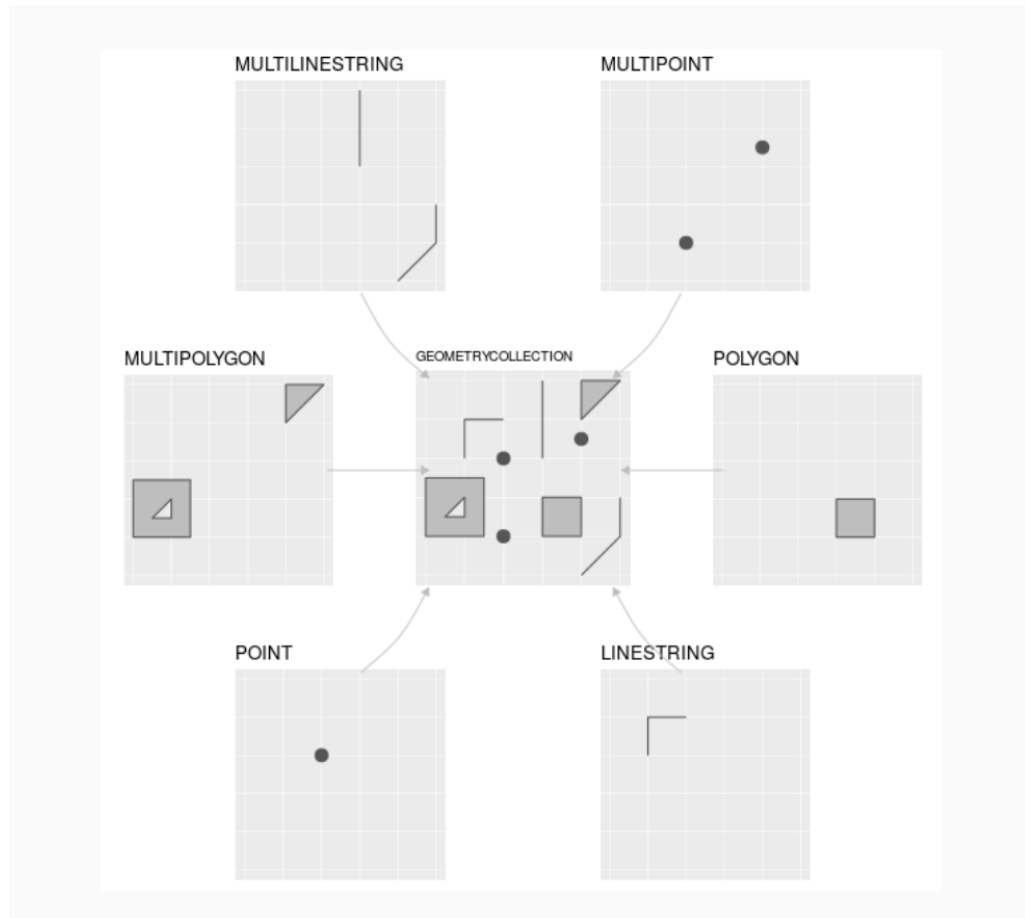 MULTILINESTRING
MULTIPOINT
MULTIPOLYGON
GEOMETRYCOLLECTION
POLYGON
POINT
LINESTRING